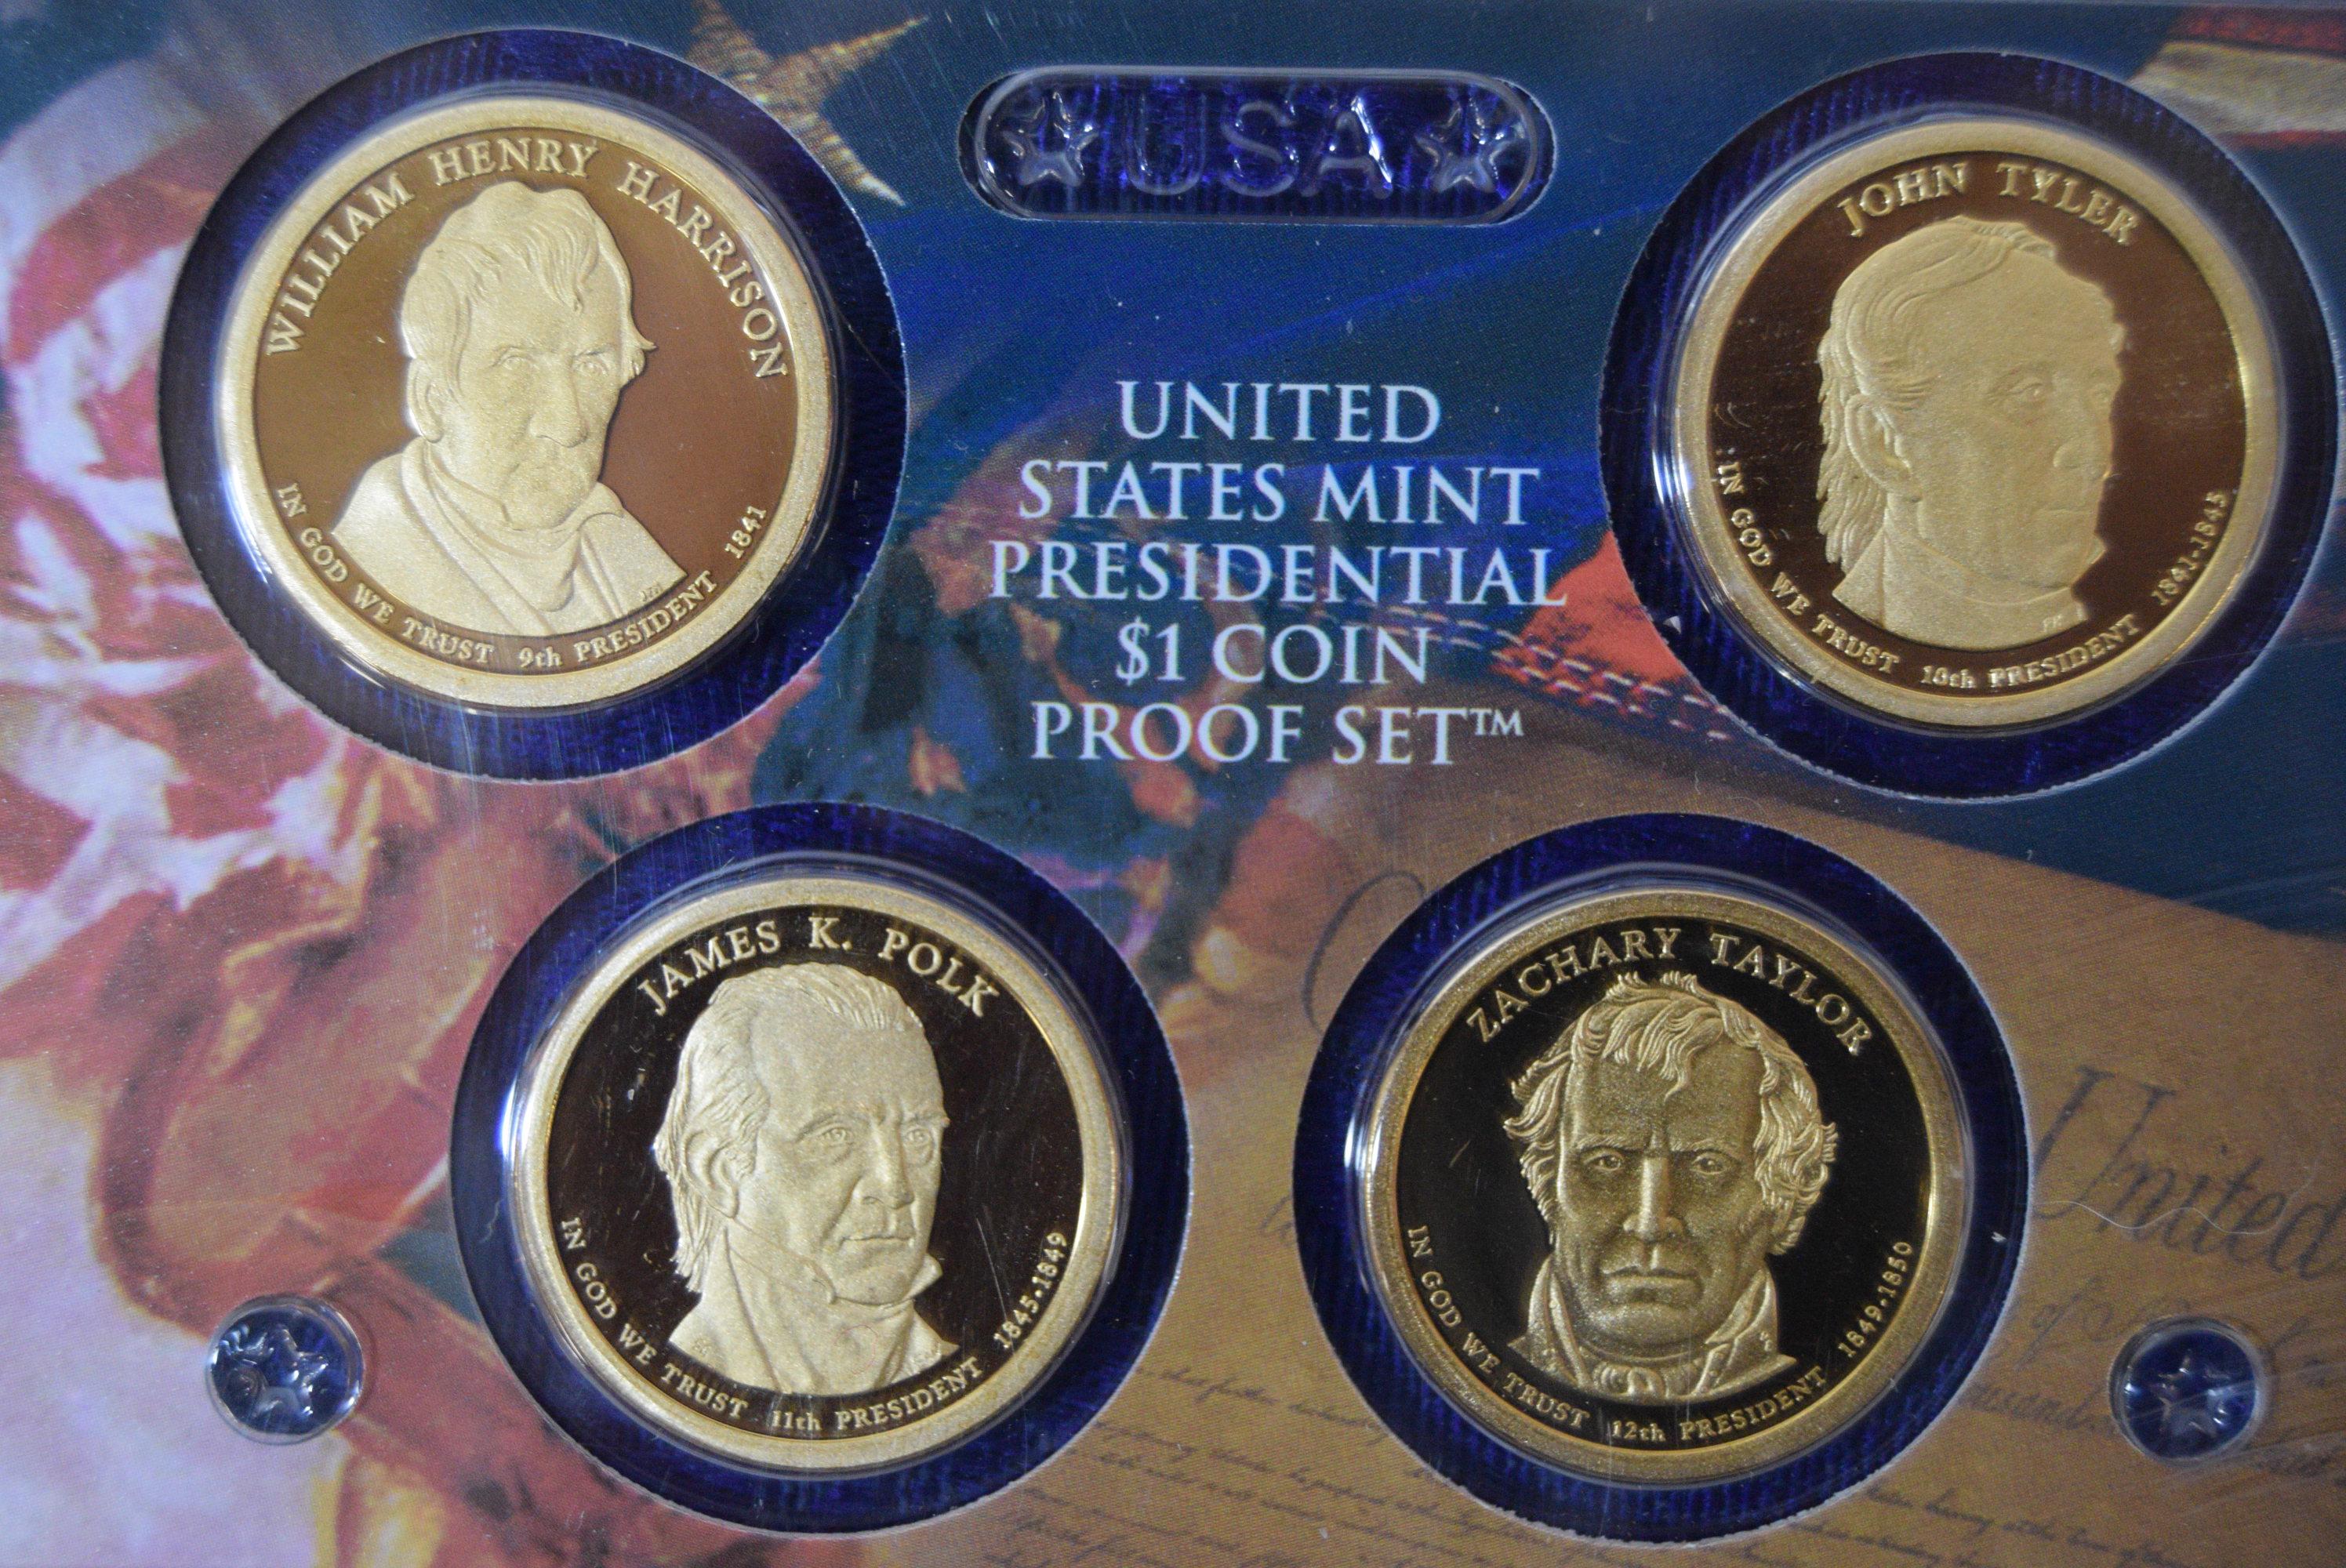 WILLIAM HENRY HARRISON
IN GOD WE TRUST 9th PRESIDENT 1841
USA
JOHN TYLER
IN GOD WE TRUST 10th PRESIDENT 1841-1845
UNITED
STATES MINT
PRESIDENTIAL
$1 COIN
PROOF SET™
JAMES K. POLK
IN GOD WE TRUST 11th PRESIDENT 1845-1849
ZACHARY TAYLOR
IN GOD WE TRUST 12th PRESIDENT 1849-1850
United